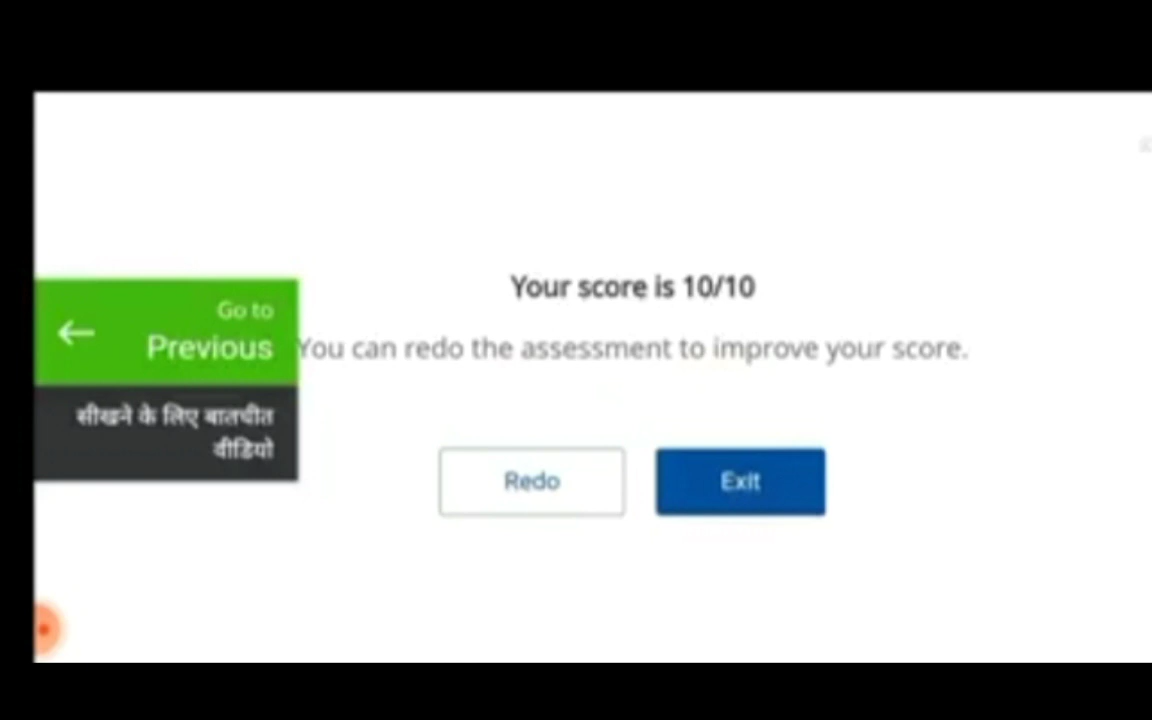 Your score is 10/10
Go to
Previous
You can redo the assessment to improve your score.
सीखने के लिए बातचीत
वीडियो
Redo
Exit